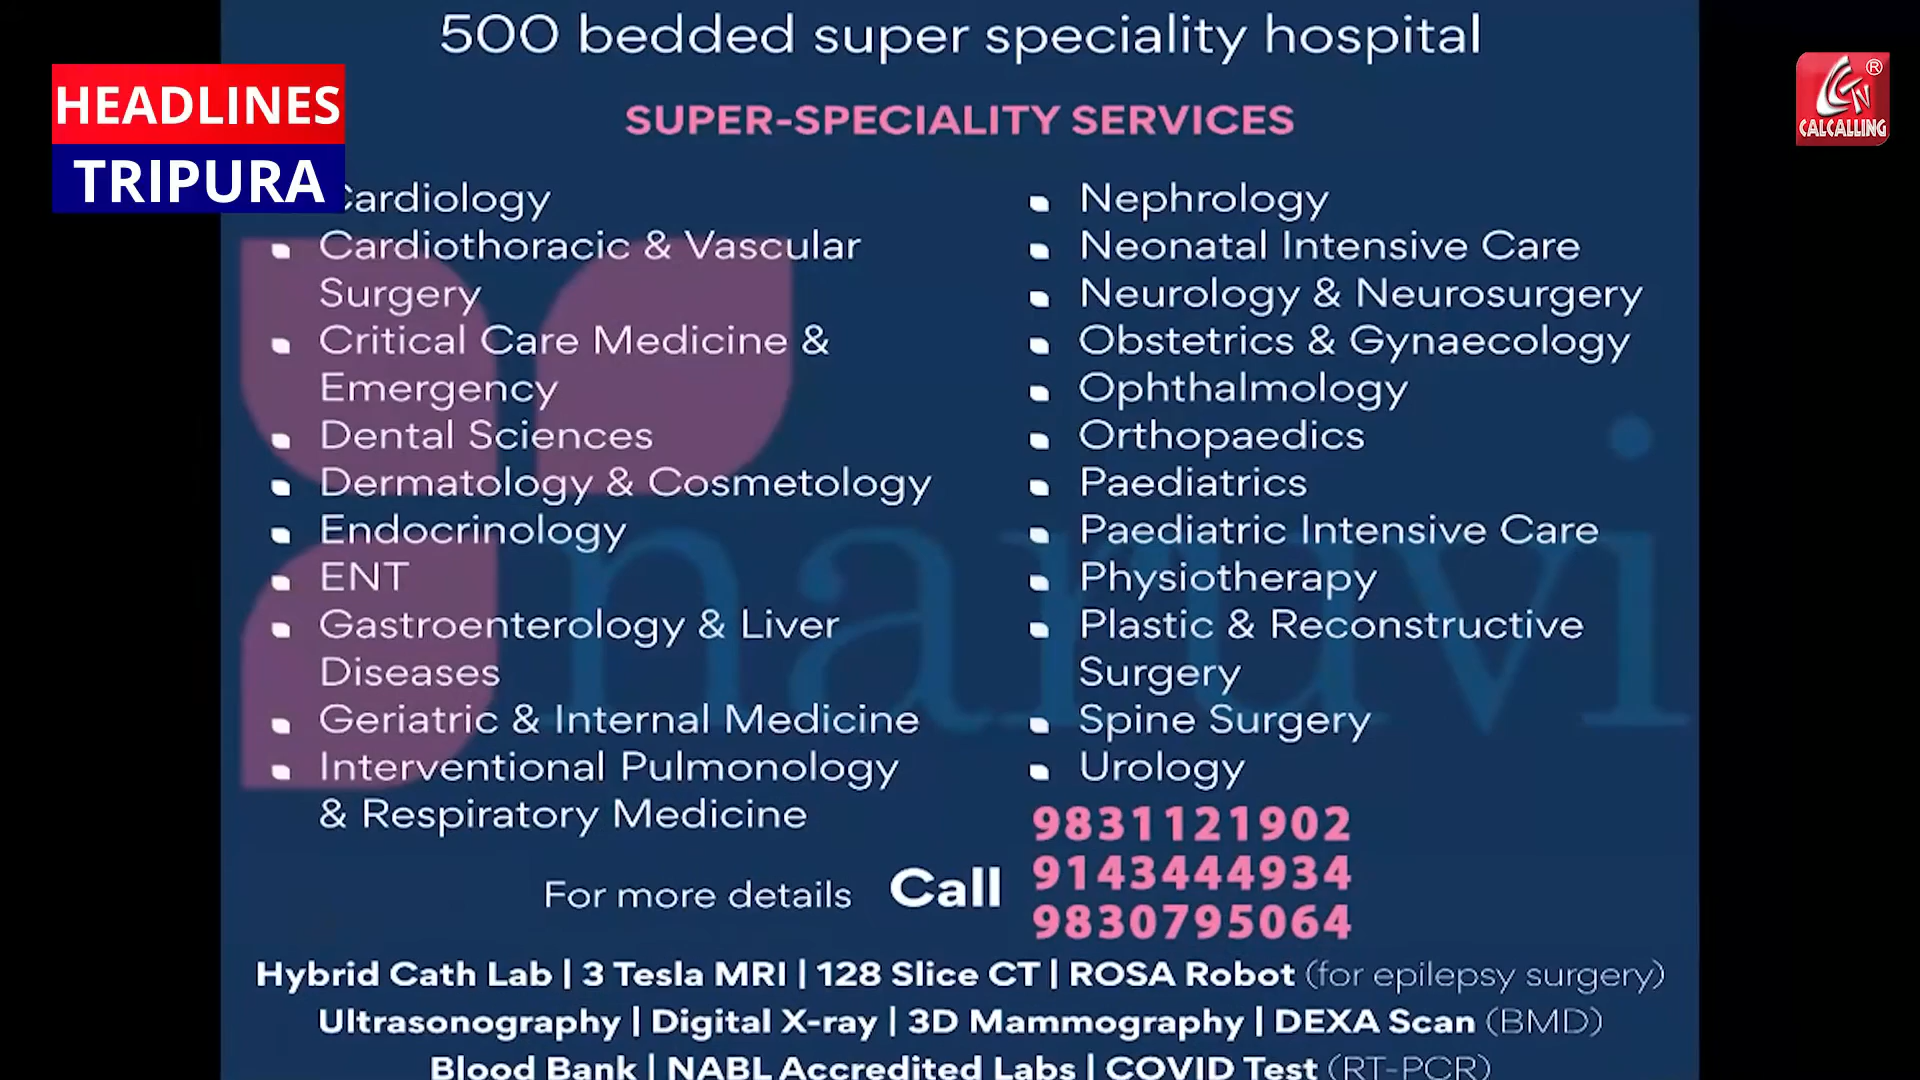 500 bedded super speciality hospital
HEADLINES
TRIPURA
CALCALLING
SUPER-SPECIALITY SERVICES
Cardiology
Cardiothoracic & Vascular
Surgery
Critical Care Medicine &
Emergency
Dental Sciences
Dermatology & Cosmetology
Endocrinology
ENT
Gastroenterology & Liver
Diseases
Geriatric & Internal Medicine
Interventional Pulmonology
& Respiratory Medicine
Nephrology
Neonatal Intensive Care
Neurology & Neurosurgery
Obstetrics & Gynaecology
Ophthalmology
Orthopaedics
Paediatrics
Paediatric Intensive Care
Physiotherapy
Plastic & Reconstructive
Surgery
Spine Surgery
Urology
naruvi
For more details Call
9831121902
9143444934
9830795064
Hybrid Cath Lab | 3 Tesla MRI | 128 Slice CT | ROSA Robot (for epilepsy surgery)
Ultrasonography | Digital X-ray | 3D Mammography | DEXA Scan (BMD)
Blood Bank | NABL Accredited Labs | COVID Test (RT-PCR)